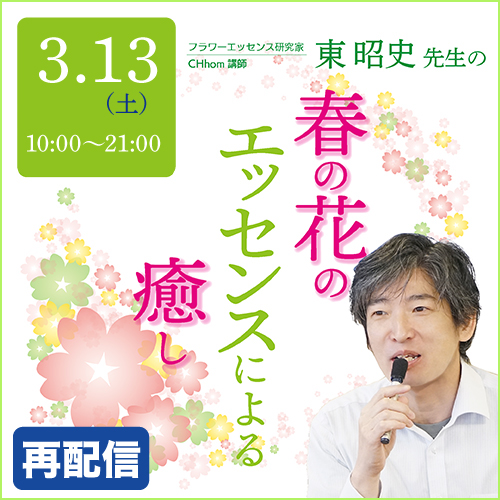 3.13
（土）
10:00〜21:00
フラワーエッセンス研究家
CHhom 講師
東 昭史 先生の
春の花の
エッセンスによる
癒し
再配信